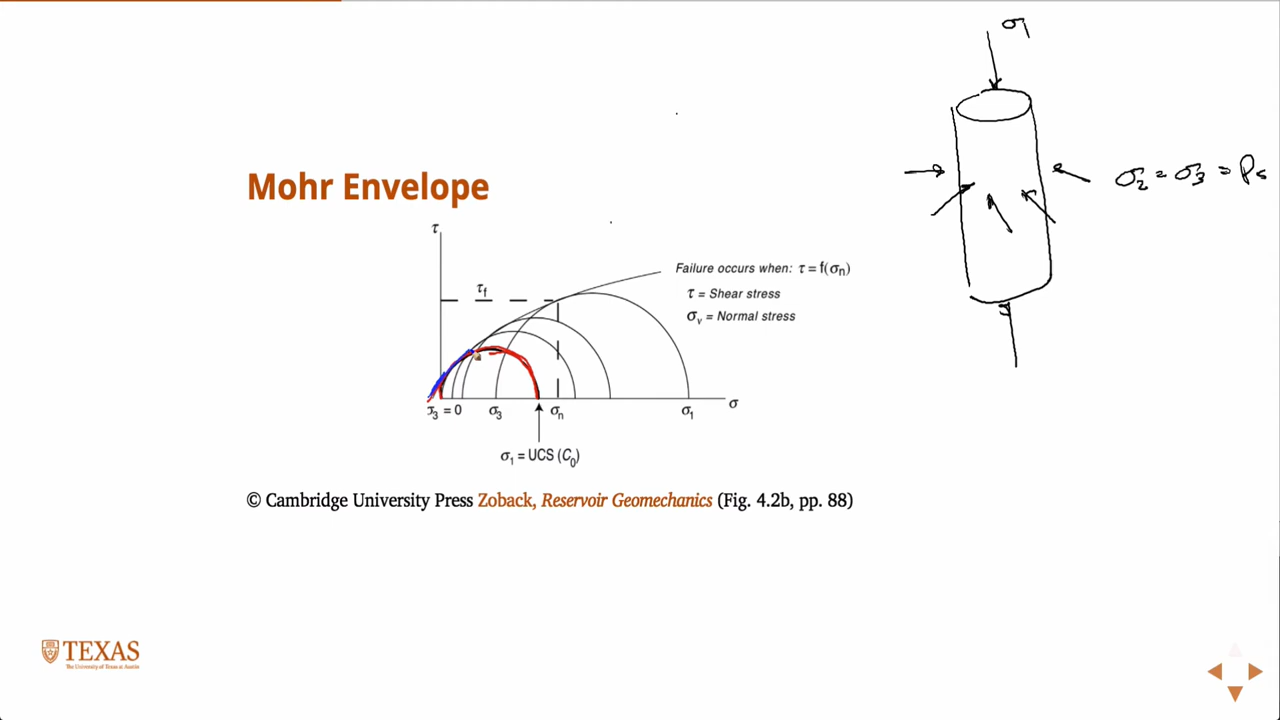 σ1
σ2 = σ3 = Ps
Mohr Envelope
τ
τf
Failure occurs when: τ = f(σn)
τ = Shear stress
σv = Normal stress
σ3 = 0 σ3 σn σ1 σ
σ1 = UCS (C0)
© Cambridge University Press Zoback, Reservoir Geomechanics (Fig. 4.2b, pp. 88)
TEXAS
The University of Texas at Austin